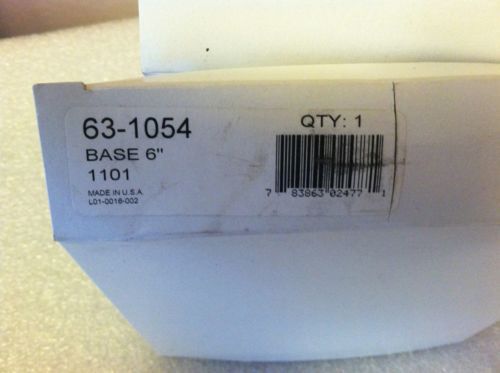 63-1054
BASE 6"
1101
MADE IN U.S.A.
L01-0016-002
QTY: 1
7 83863 02477 1